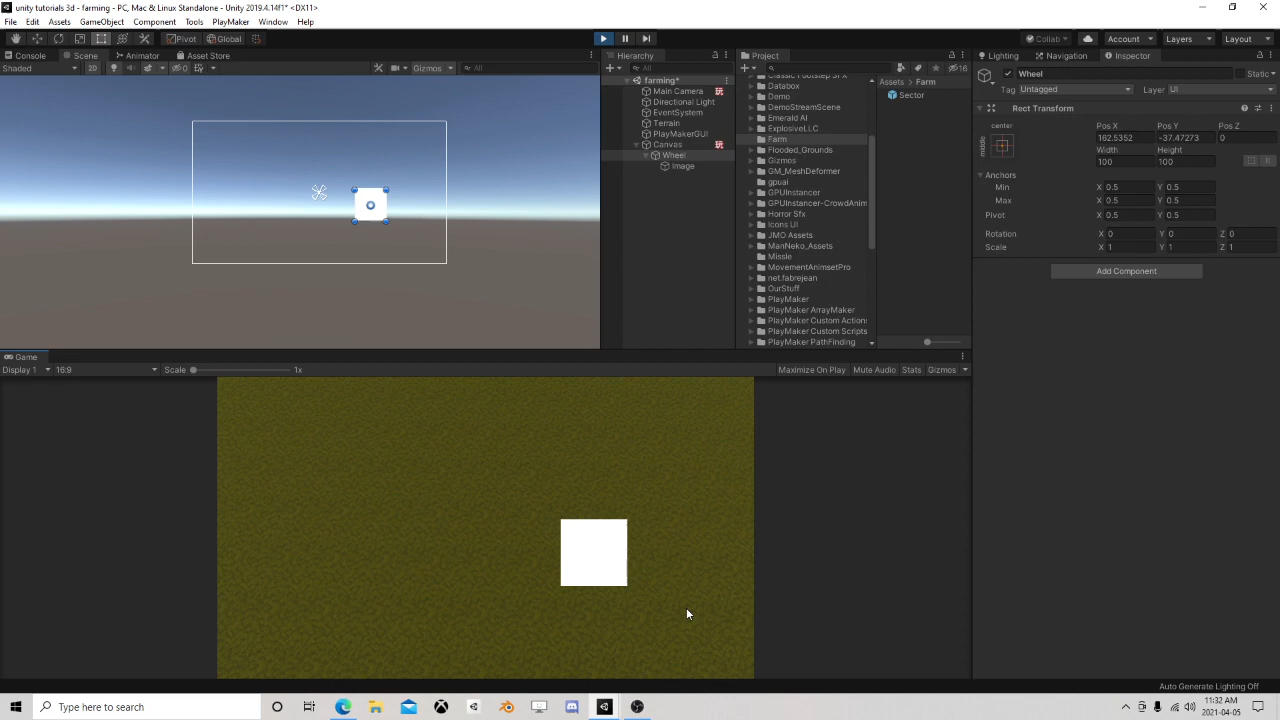 unity tutorials 3d - farming - PC, Mac & Linux Standalone - Unity 2019.4.14f1* <DX11>
File Edit Assets GameObject Component Tools PlayMaker Window Help
Pivot Global Collab Account Layers Layout
Console Scene Animator Asset Store
Shaded 2D 0 Gizmos All
Hierarchy
All
farming*
Main Camera
Directional Light
EventSystem
Terrain
PlayMakerGUI
Canvas
Wheel
Image
Project
16
Classic Footstep SFX
Databox
Demo
DemoStreamScene
Emerald AI
ExplosiveLLC
Farm
Flooded_Grounds
Gizmos
GM_MeshDeformer
gpuai
GPUInstancer
GPUInstancer-CrowdAnim
Horror Sfx
Icons UI
JMO Assets
ManNeko_Assets
Missle
MovementAnimsetPro
net.fabrejean
OurStuff
PlayMaker
PlayMaker ArrayMaker
PlayMaker Custom Actions
PlayMaker Custom Scripts
PlayMaker PathFinding
Assets Farm
Sector
Lighting Navigation Inspector
Wheel Static
Tag Untagged Layer UI
Rect Transform
center
middle
Pos X Pos Y Pos Z
162.5352 -37.47273 0
Width Height
100 100
R
Anchors
Min X 0.5 Y 0.5
Max X 0.5 Y 0.5
Pivot X 0.5 Y 0.5
Rotation X 0 Y 0 Z 0
Scale X 1 Y 1 Z 1
Add Component
Game
Display 1 16:9 Scale 1x Maximize On Play Mute Audio Stats Gizmos
Auto Generate Lighting Off
Type here to search
11:32 AM
2021-04-05